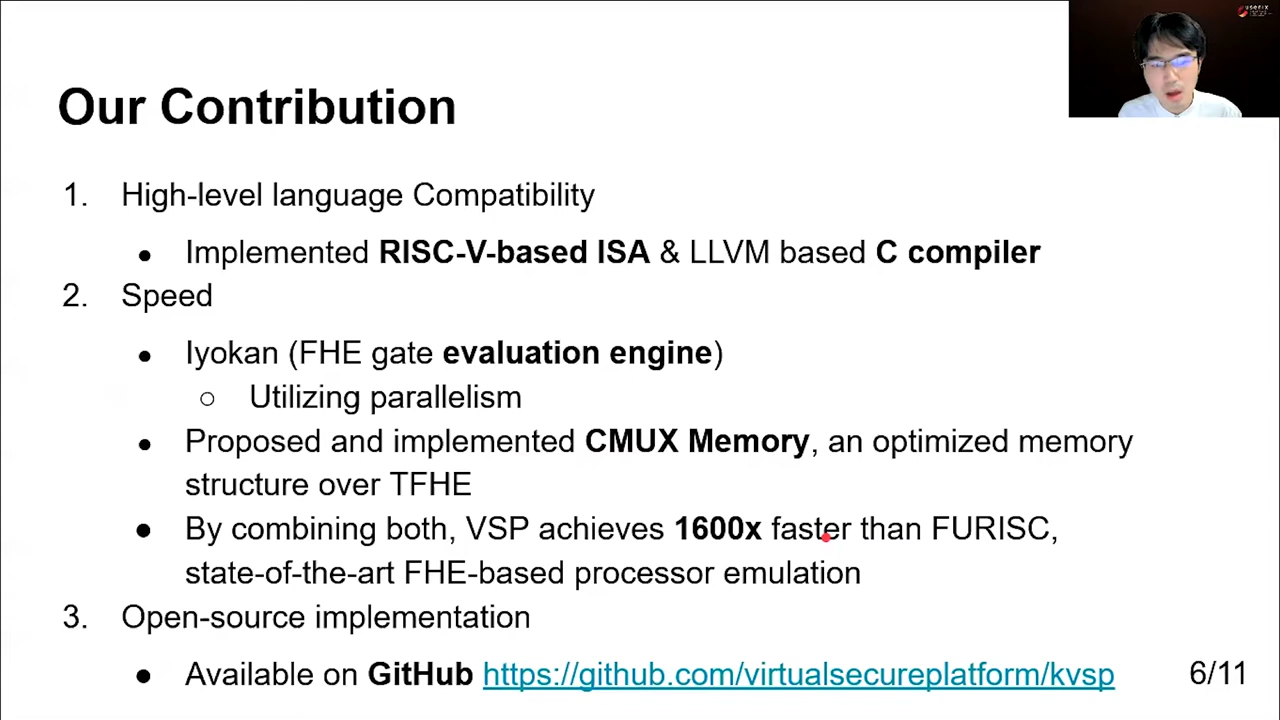 usenix
Our Contribution
1. High-level language Compatibility
● Implemented RISC-V-based ISA & LLVM based C compiler
2. Speed
● Iyokan (FHE gate evaluation engine)
○ Utilizing parallelism
● Proposed and implemented CMUX Memory, an optimized memory
structure over TFHE
● By combining both, VSP achieves 1600x faster than FURISC,
state-of-the-art FHE-based processor emulation
3. Open-source implementation
● Available on GitHub https://github.com/virtualsecureplatform/kvsp
6/11